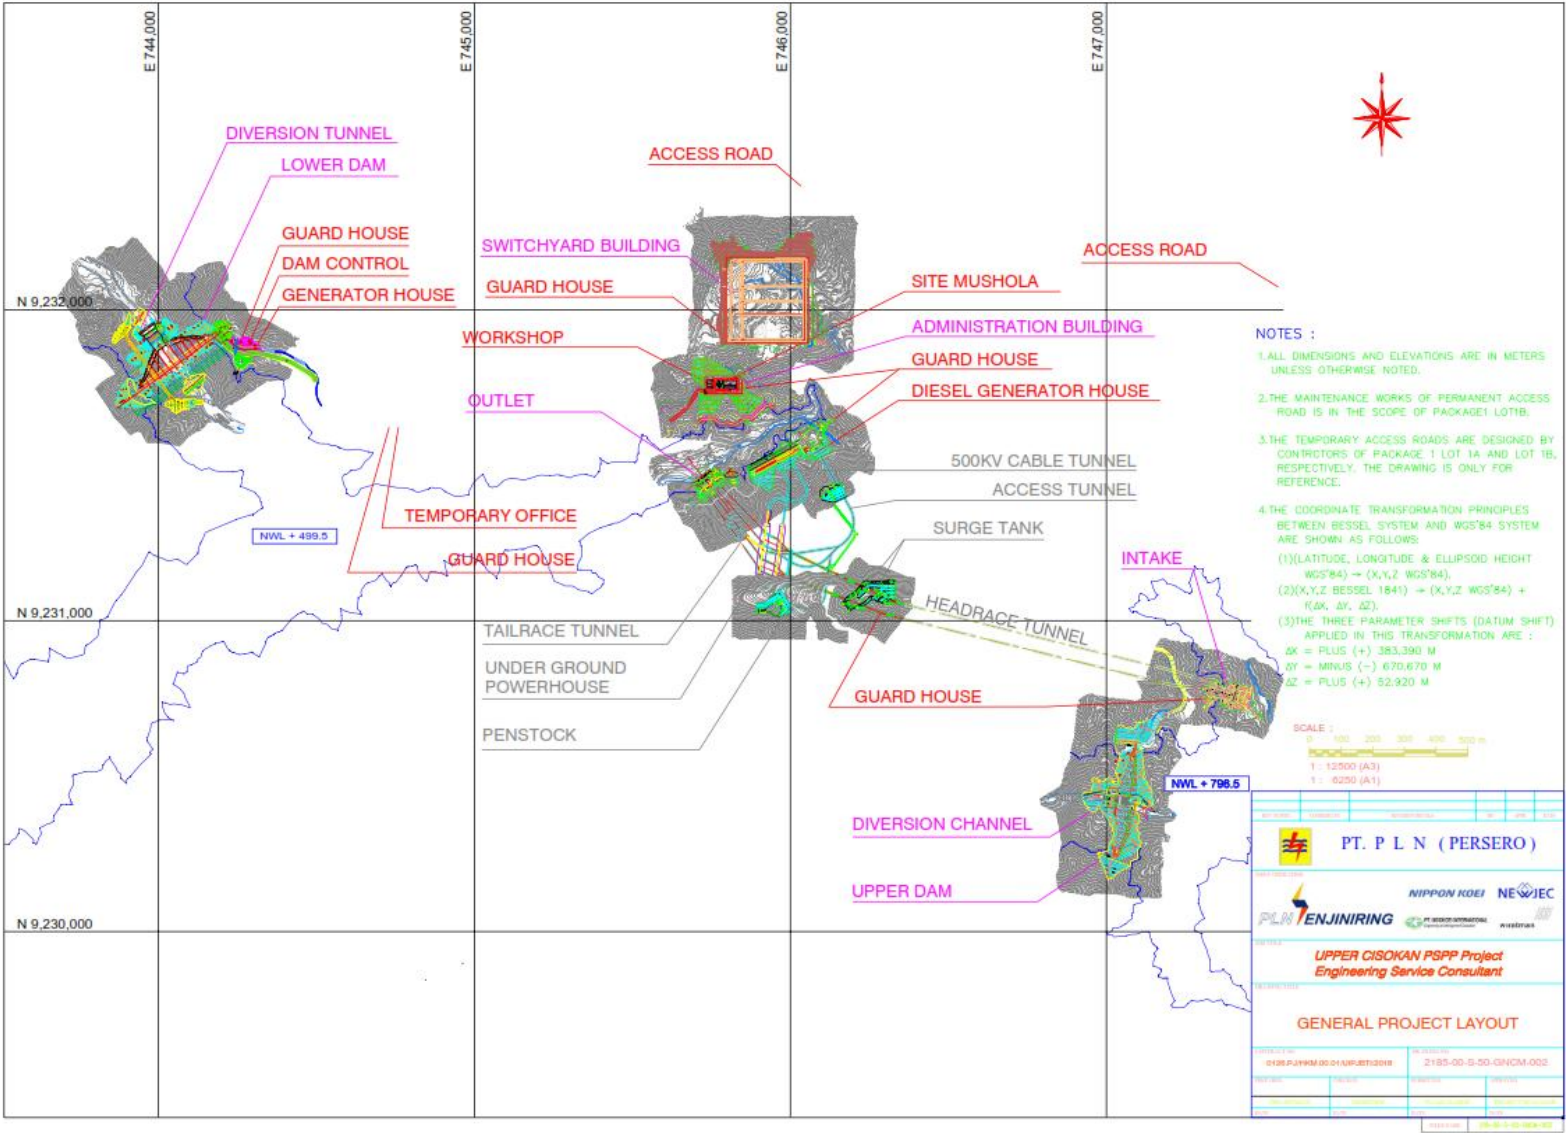 E 744,000
E 745,000
E 746,000
E 747,000
DIVERSION TUNNEL
LOWER DAM
GUARD HOUSE
DAM CONTROL
GENERATOR HOUSE
N 9,232,000
ACCESS ROAD
SWITCHYARD BUILDING
GUARD HOUSE
WORKSHOP
OUTLET
SITE MUSHOLA
ADMINISTRATION BUILDING
GUARD HOUSE
DIESEL GENERATOR HOUSE
ACCESS ROAD
500KV CABLE TUNNEL
ACCESS TUNNEL
SURGE TANK
TEMPORARY OFFICE
GUARD HOUSE
NWL + 499.5
INTAKE
HEADRACE TUNNEL
N 9,231,000
TAILRACE TUNNEL
UNDER GROUND
POWERHOUSE
PENSTOCK
GUARD HOUSE
NWL + 796.5
DIVERSION CHANNEL
UPPER DAM
N 9,230,000
NOTES :
1.ALL DIMENSIONS AND ELEVATIONS ARE IN METERS
UNLESS OTHERWISE NOTED.
2.THE MAINTENANCE WORKS OF PERMANENT ACCESS
ROAD IS IN THE SCOPE OF PACKAGE1 LOT1B.
3.THE TEMPORARY ACCESS ROADS ARE DESIGNED BY
CONTRCTORS OF PACKAGE 1 LOT 1A AND LOT 1B,
RESPECTIVELY. THE DRAWING IS ONLY FOR
REFERENCE.
4.THE COORDINATE TRANSFORMATION PRINCIPLES
BETWEEN BESSEL SYSTEM AND WGS'84 SYSTEM
ARE SHOWN AS FOLLOWS:
(1)(LATITUDE, LONGITUDE & ELLIPSOID HEIGHT
WGS'84) → (X,Y,Z WGS'84).
(2)(X,Y,Z BESSEL 1841) → (X,Y,Z WGS'84) +
f(ΔX, ΔY, ΔZ).
(3)THE THREE PARAMETER SHIFTS (DATUM SHIFT)
APPLIED IN THIS TRANSFORMATION ARE :
ΔX = PLUS (+) 383.390 M
ΔY = MINUS (-) 670.670 M
ΔZ = PLUS (+) 52.920 M
SCALE :
0 100 200 300 400 500 m
1 : 12500 (A3)
1 : 6250 (A1)
PT. P L N ( PERSERO )
NIPPON KOEI NEWJEC
PLN ENJINIRING
UPPER CISOKAN PSPP Project
Engineering Service Consultant
GENERAL PROJECT LAYOUT
2185-00-S-50-GNCM-002